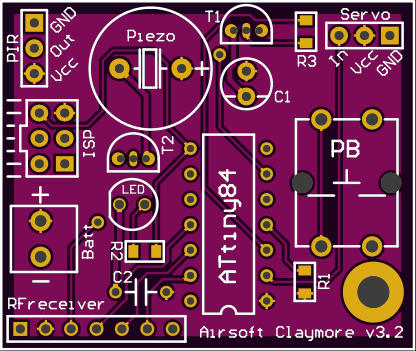 T1
Servo
GND
Out
Vcc
PIR
Piezo
+
In
Vcc
GND
R3
C1
ISP
T2
PB
LED
ATtiny84
+
Batt
-
R2
C2
R1
RFreceiver
Airsoft Claymore v3.2